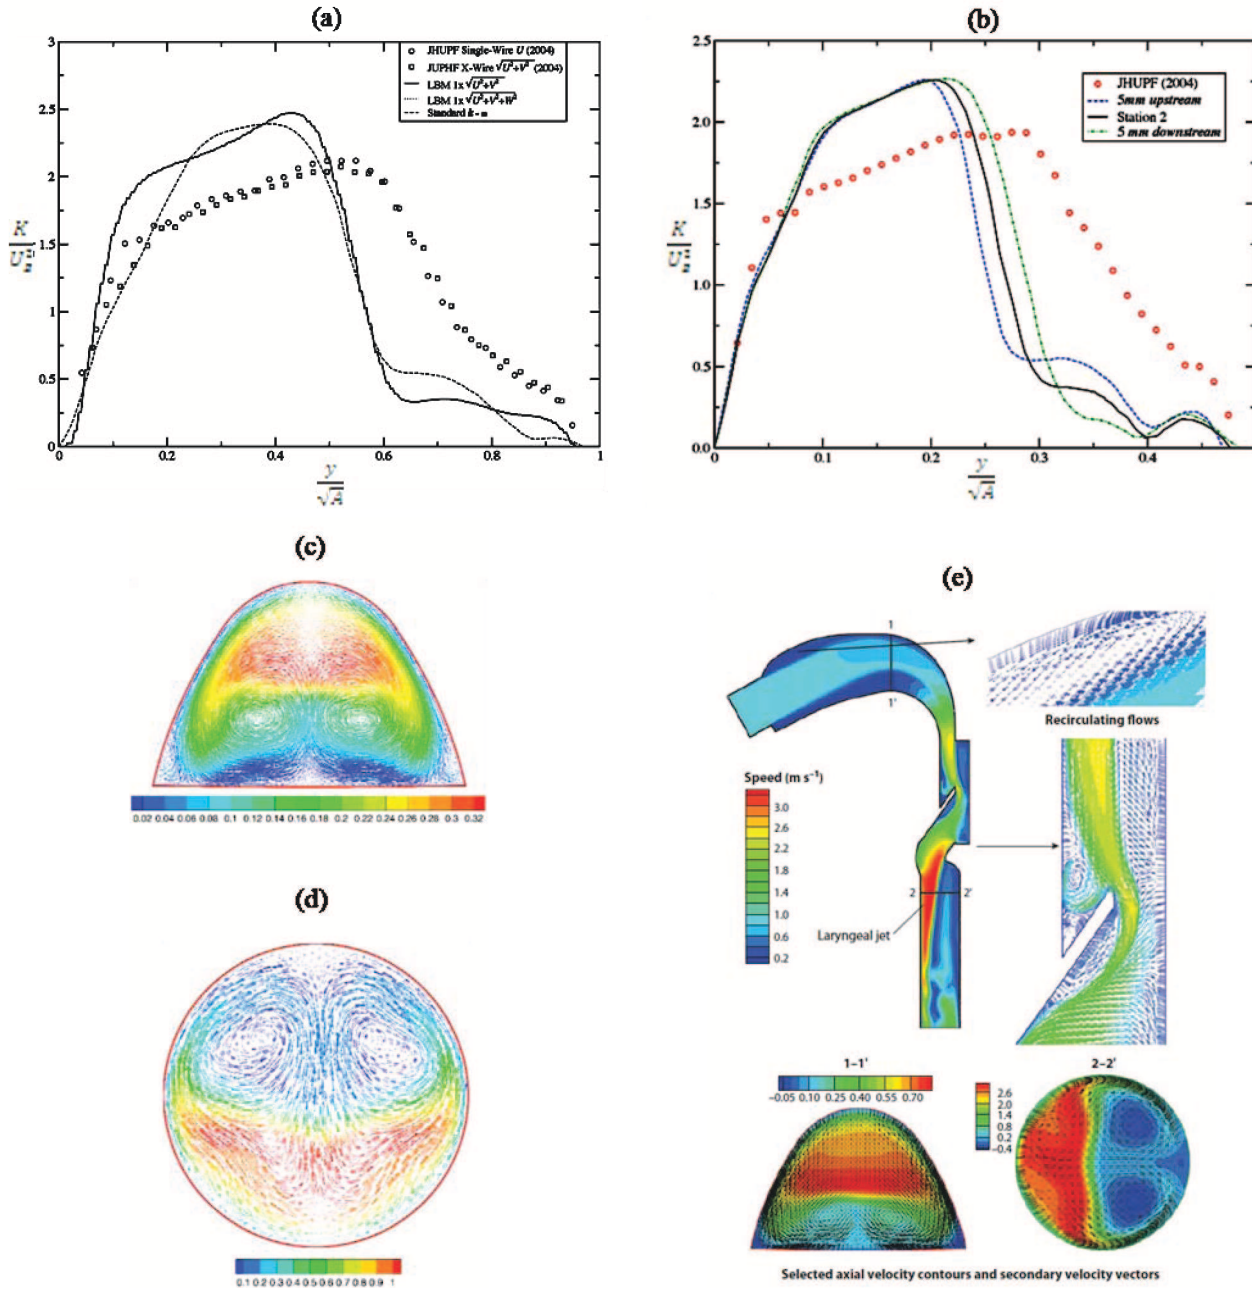 (a)
3
2.5
2
1.5
1
0.5
0
0
0.2
0.4
0.6
0.8
1
K
y
√A
JHUPF Single-Wire U (2004)
JUPHF X-Wire √U²+V² (2004)
LBM 1x √U²+V²
LBM 1x √U²+V²+W²
(b)
2.5
2.0
1.5
1.0
0.5
0.0
0
0.1
0.2
0.3
0.4
K
y
√A
JHUPF (2004)
5mm upstream
Station 2
5 mm downstream
(c)
0.02 0.04 0.06 0.08 0.1 0.12 0.14 0.16 0.18 0.2 0.22 0.24 0.26 0.28 0.3 0.32
(d)
0.1 0.2 0.3 0.4 0.5 0.6 0.7 0.8 0.9 1
(e)
1
1'
Recirculating flows
Speed (m s⁻¹)
3.0
2.6
2.2
1.8
1.4
1.0
0.6
0.2
2
2'
Laryngeal jet
1–1'
–0.05 0.10 0.25 0.40 0.55 0.70
2–2'
2.6
2.0
1.4
0.8
0.2
–0.4
Selected axial velocity contours and secondary velocity vectors